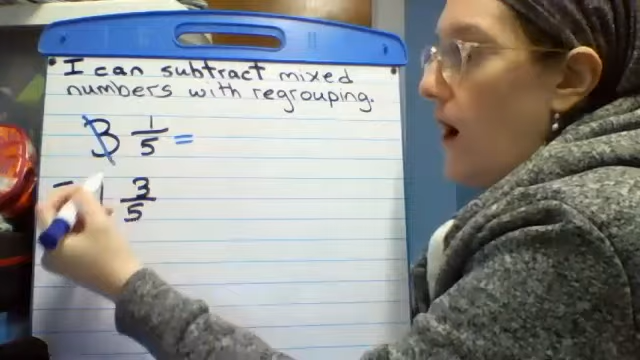 I can subtract mixed
numbers with regrouping.
3 1/5 =
- 1 3/5